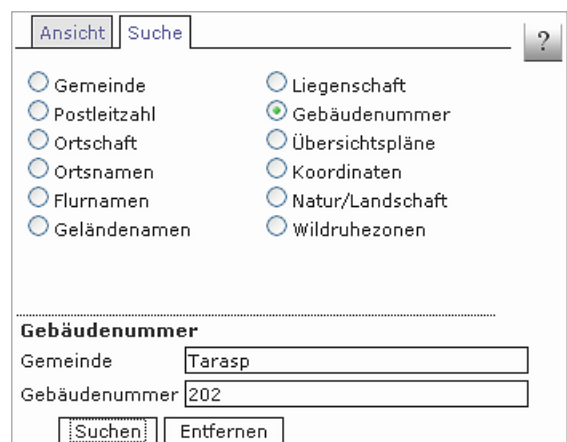 Ansicht Suche ?
Gemeinde Liegenschaft
Postleitzahl Gebäudenummer
Ortschaft Übersichtspläne
Ortsnamen Koordinaten
Flurnamen Natur/Landschaft
Geländenamen Wildruhezonen
Gebäudenummer
Gemeinde Tarasp
Gebäudenummer 202
Suchen Entfernen